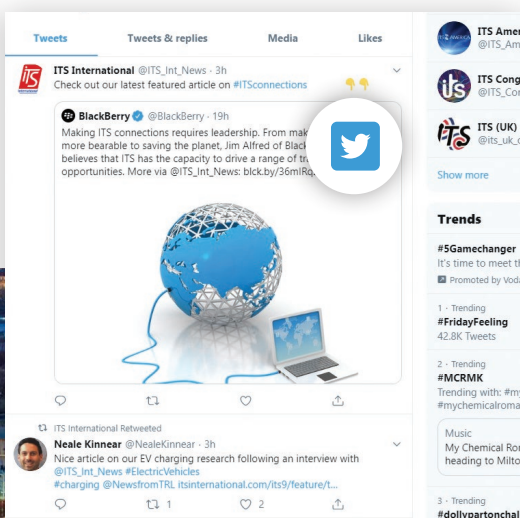 Tweets
Tweets & replies
Media
Likes
ITS International @ITS_Int_News · 3h
Check out our latest featured article on #ITSconnections
BlackBerry @BlackBerry · 19h
Making ITS connections requires leadership. From mak
more bearable to saving the planet, Jim Alfred of Black
believes that ITS has the capacity to drive a range of
opportunities. More via @ITS_Int_News: blck.by/36mIRq
ITS International Retweeted
Neale Kinnear @NealeKinnear · 3h
Nice article on our EV charging research following an interview with
@ITS_Int_News #ElectricVehicles
#charging @NewsfromTRL itsinternational.com/its9/feature/t...
1
2
ITS Amer
@ITS_Am
ITS Cong
@ITS_Con
ITS (UK)
@its_uk_o
Show more
Trends
#5Gamechanger
It's time to meet th
Promoted by Voda
1 · Trending
#FridayFeeling
42.8K Tweets
2 · Trending
#MCRMK
Trending with: #my
#mychemicalroma
Music
My Chemical Ro
heading to Milto
3 · Trending
#dollypartonchal